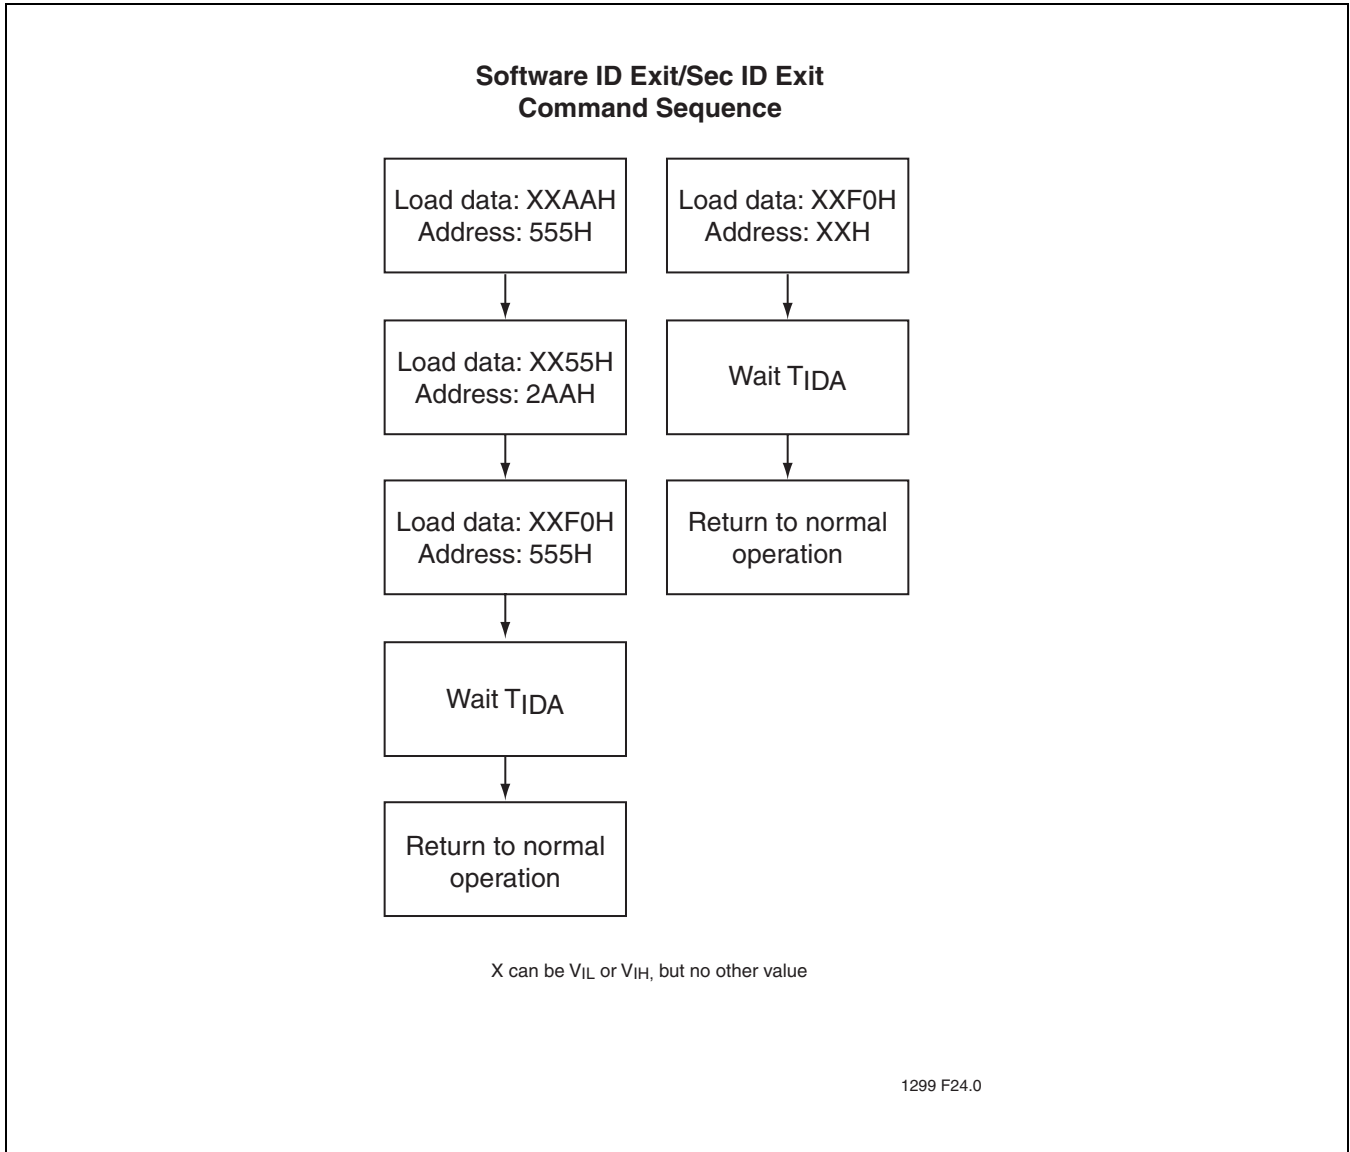 Software ID Exit/Sec ID Exit
Command Sequence
Load data: XXAAH
Address: 555H
Load data: XX55H
Address: 2AAH
Load data: XXF0H
Address: 555H
Wait TIDA
Return to normal
operation
Load data: XXF0H
Address: XXH
Wait TIDA
Return to normal
operation
X can be VIL or VIH, but no other value
1299 F24.0